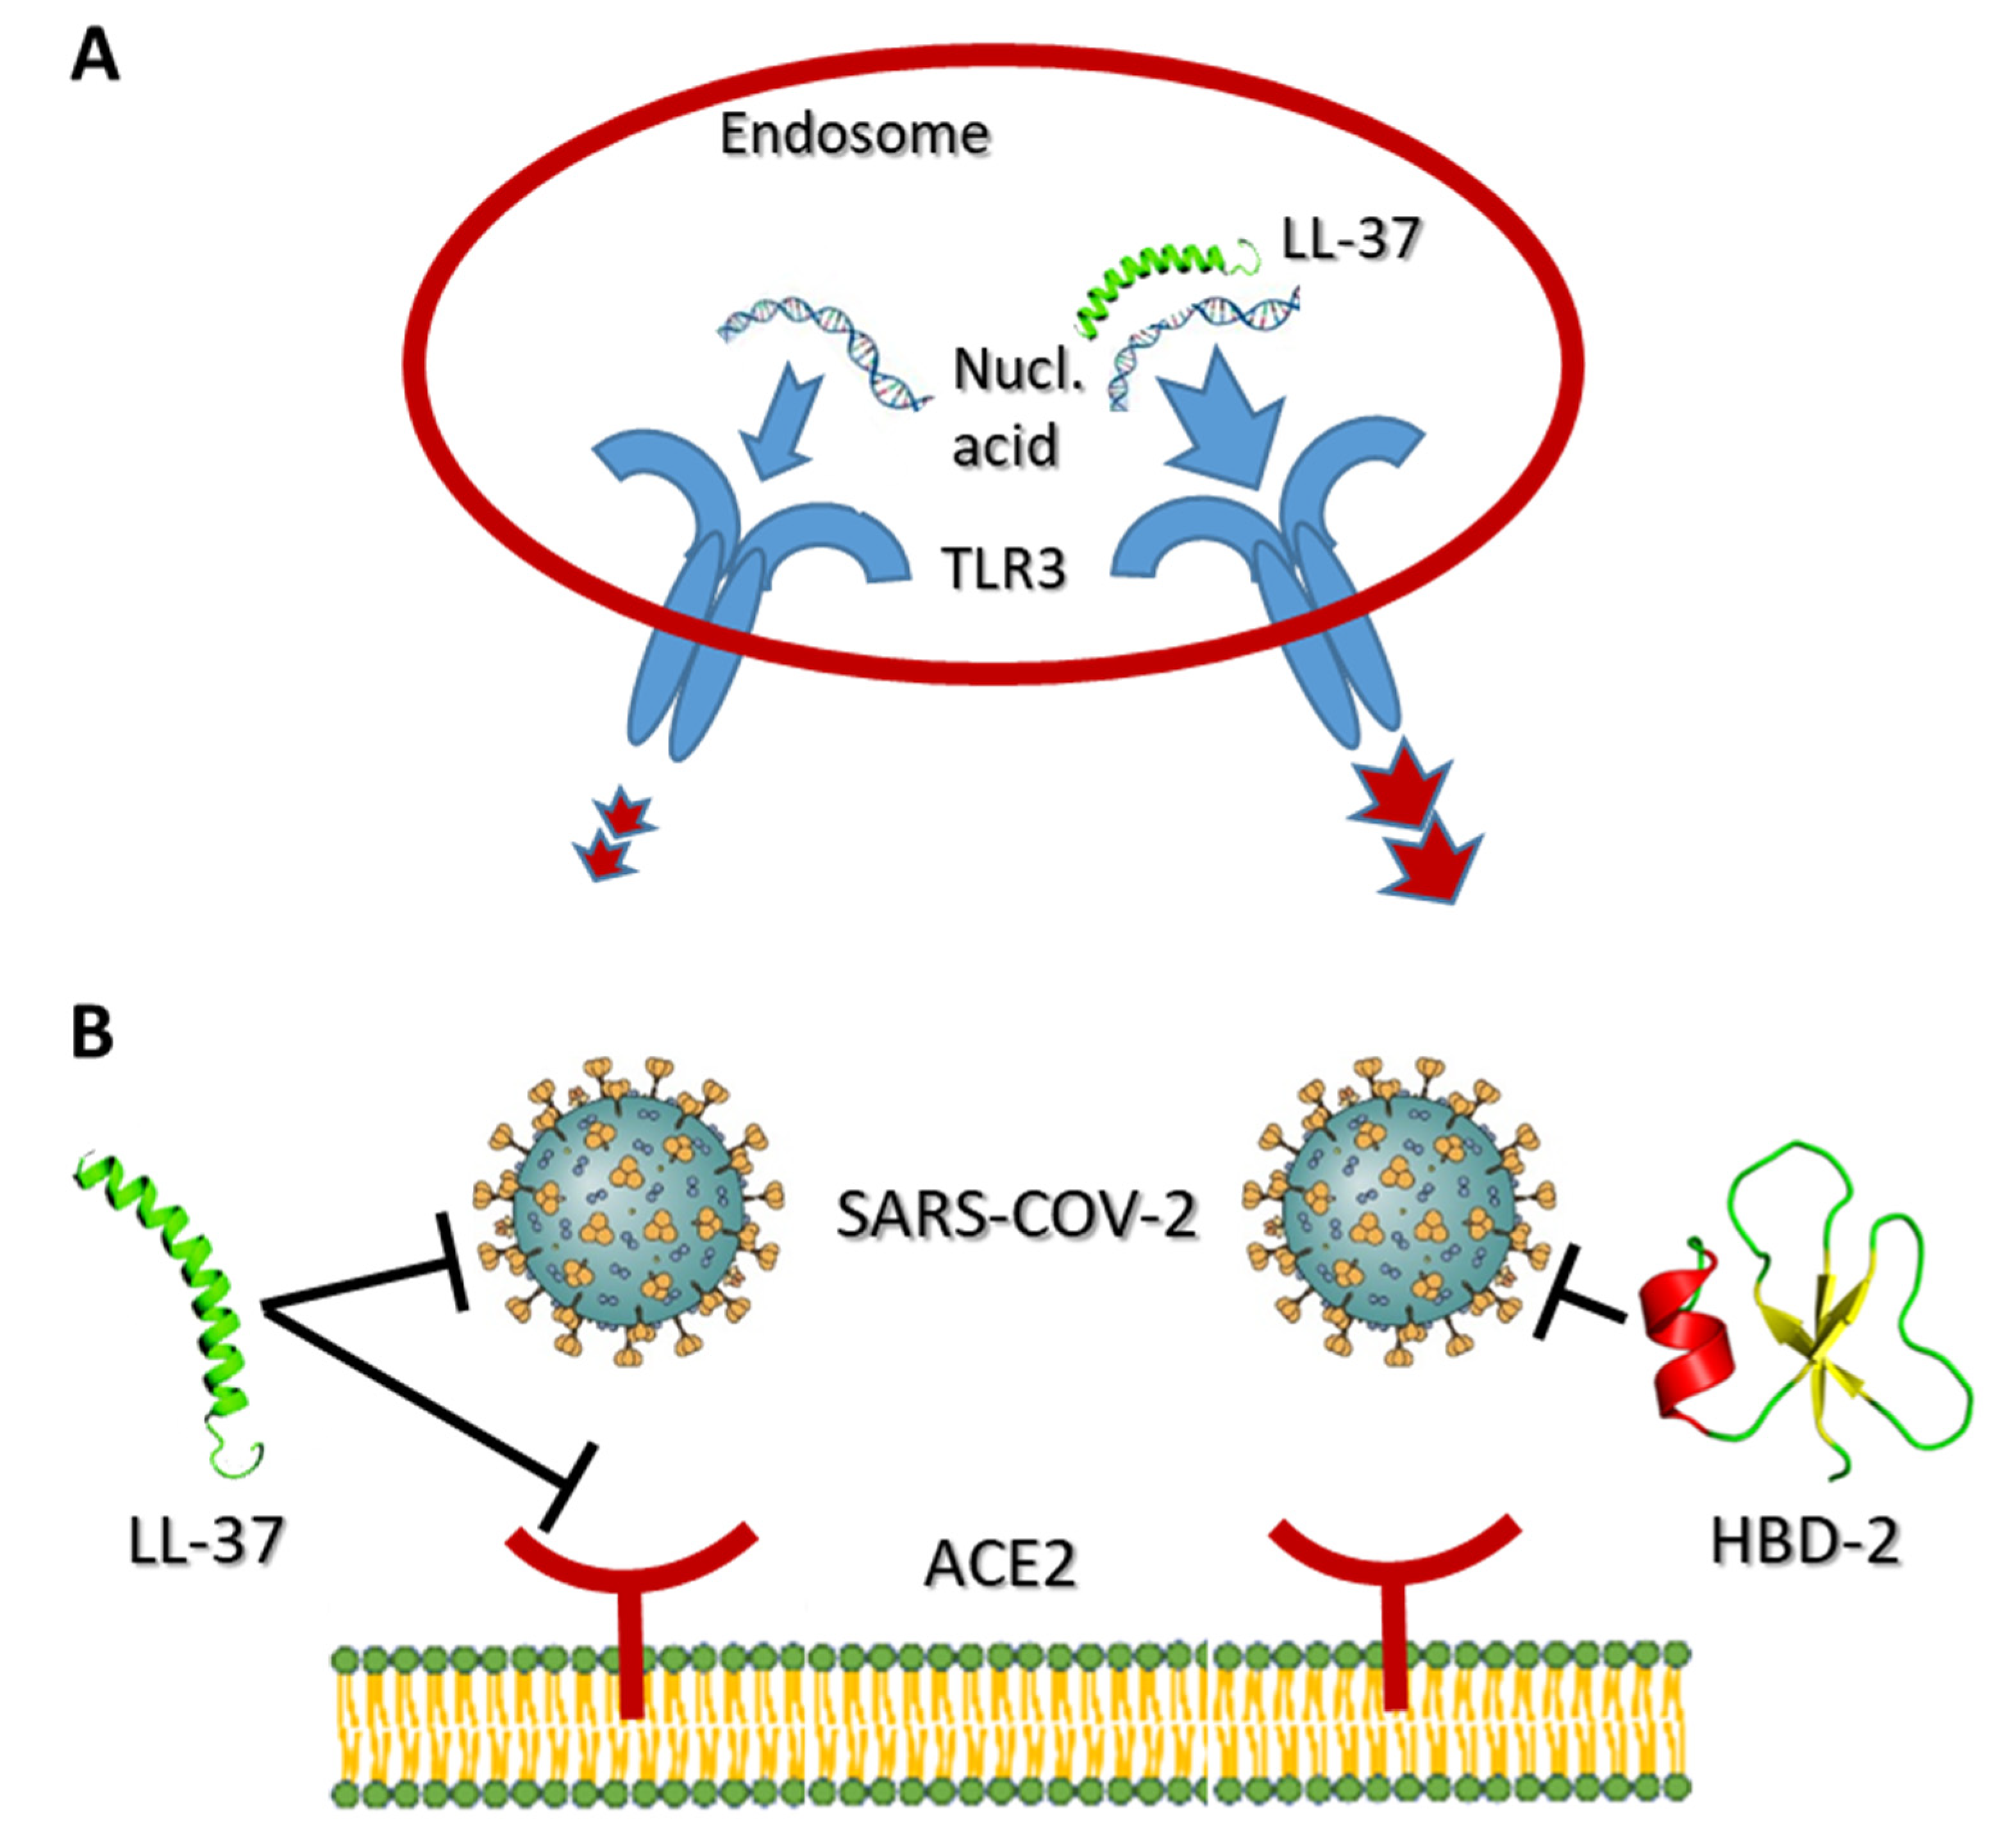 A
Endosome
LL-37
Nucl.
acid
TLR3
B
SARS-COV-2
LL-37
ACE2
HBD-2